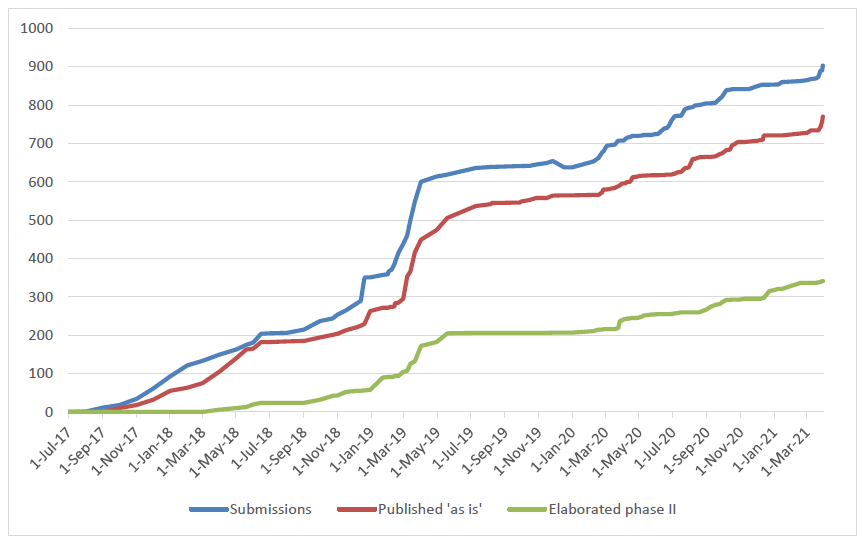 1000
900
800
700
600
500
400
300
200
100
0
1-Jul-17
1-Sep-17
1-Nov-17
1-Jan-18
1-Mar-18
1-May-18
1-Jul-18
1-Sep-18
1-Nov-18
1-Jan-19
1-Mar-19
1-May-19
1-Jul-19
1-Sep-19
1-Nov-19
1-Jan-20
1-Mar-20
1-May-20
1-Jul-20
1-Sep-20
1-Nov-20
1-Jan-21
1-Mar-21
Submissions Published 'as is' Elaborated phase II